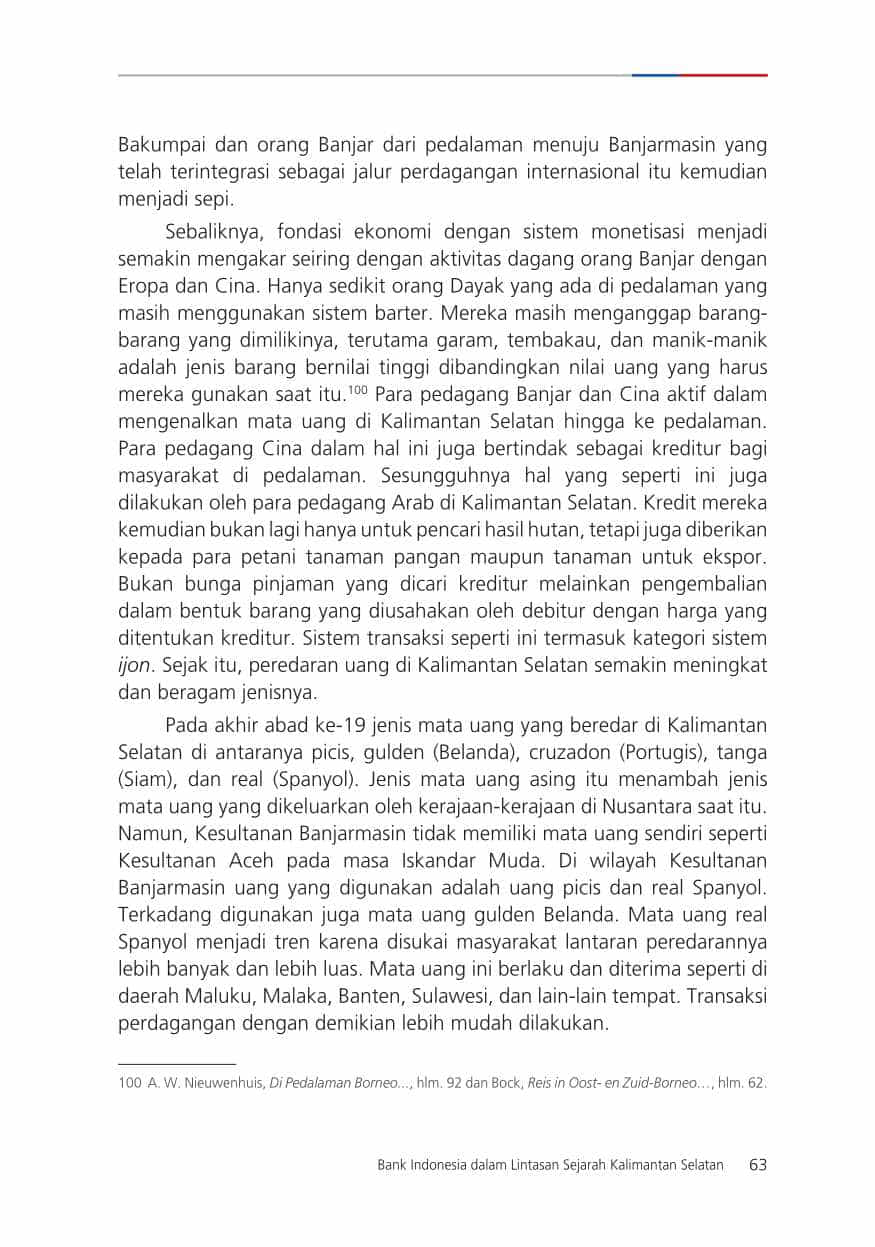 Bakumpai dan orang Banjar dari pedalaman menuju Banjarmasin yang
telah terintegrasi sebagai jalur perdagangan internasional itu kemudian
menjadi sepi.
Sebaliknya, fondasi ekonomi dengan sistem monetisasi menjadi
semakin mengakar seiring dengan aktivitas dagang orang Banjar dengan
Eropa dan Cina. Hanya sedikit orang Dayak yang ada di pedalaman yang
masih menggunakan sistem barter. Mereka masih menganggap barang-
barang yang dimilikinya, terutama garam, tembakau, dan manik-manik
adalah jenis barang bernilai tinggi dibandingkan nilai uang yang harus
mereka gunakan saat itu.100 Para pedagang Banjar dan Cina aktif dalam
mengenalkan mata uang di Kalimantan Selatan hingga ke pedalaman.
Para pedagang Cina dalam hal ini juga bertindak sebagai kreditur bagi
masyarakat di pedalaman. Sesungguhnya hal yang seperti ini juga
dilakukan oleh para pedagang Arab di Kalimantan Selatan. Kredit mereka
kemudian bukan lagi hanya untuk pencari hasil hutan, tetapi juga diberikan
kepada para petani tanaman pangan maupun tanaman untuk ekspor.
Bukan bunga pinjaman yang dicari kreditur melainkan pengembalian
dalam bentuk barang yang diusahakan oleh debitur dengan harga yang
ditentukan kreditur. Sistem transaksi seperti ini termasuk kategori sistem
ijon. Sejak itu, peredaran uang di Kalimantan Selatan semakin meningkat
dan beragam jenisnya.
Pada akhir abad ke-19 jenis mata uang yang beredar di Kalimantan
Selatan di antaranya picis, gulden (Belanda), cruzadon (Portugis), tanga
(Siam), dan real (Spanyol). Jenis mata uang asing itu menambah jenis
mata uang yang dikeluarkan oleh kerajaan-kerajaan di Nusantara saat itu.
Namun, Kesultanan Banjarmasin tidak memiliki mata uang sendiri seperti
Kesultanan Aceh pada masa Iskandar Muda. Di wilayah Kesultanan
Banjarmasin uang yang digunakan adalah uang picis dan real Spanyol.
Terkadang digunakan juga mata uang gulden Belanda. Mata uang real
Spanyol menjadi tren karena disukai masyarakat lantaran peredarannya
lebih banyak dan lebih luas. Mata uang ini berlaku dan diterima seperti di
daerah Maluku, Malaka, Banten, Sulawesi, dan lain-lain tempat. Transaksi
perdagangan dengan demikian lebih mudah dilakukan.
100 A. W. Nieuwenhuis, Di Pedalaman Borneo..., hlm. 92 dan Bock, Reis in Oost- en Zuid-Borneo…, hlm. 62.
Bank Indonesia dalam Lintasan Sejarah Kalimantan Selatan 63